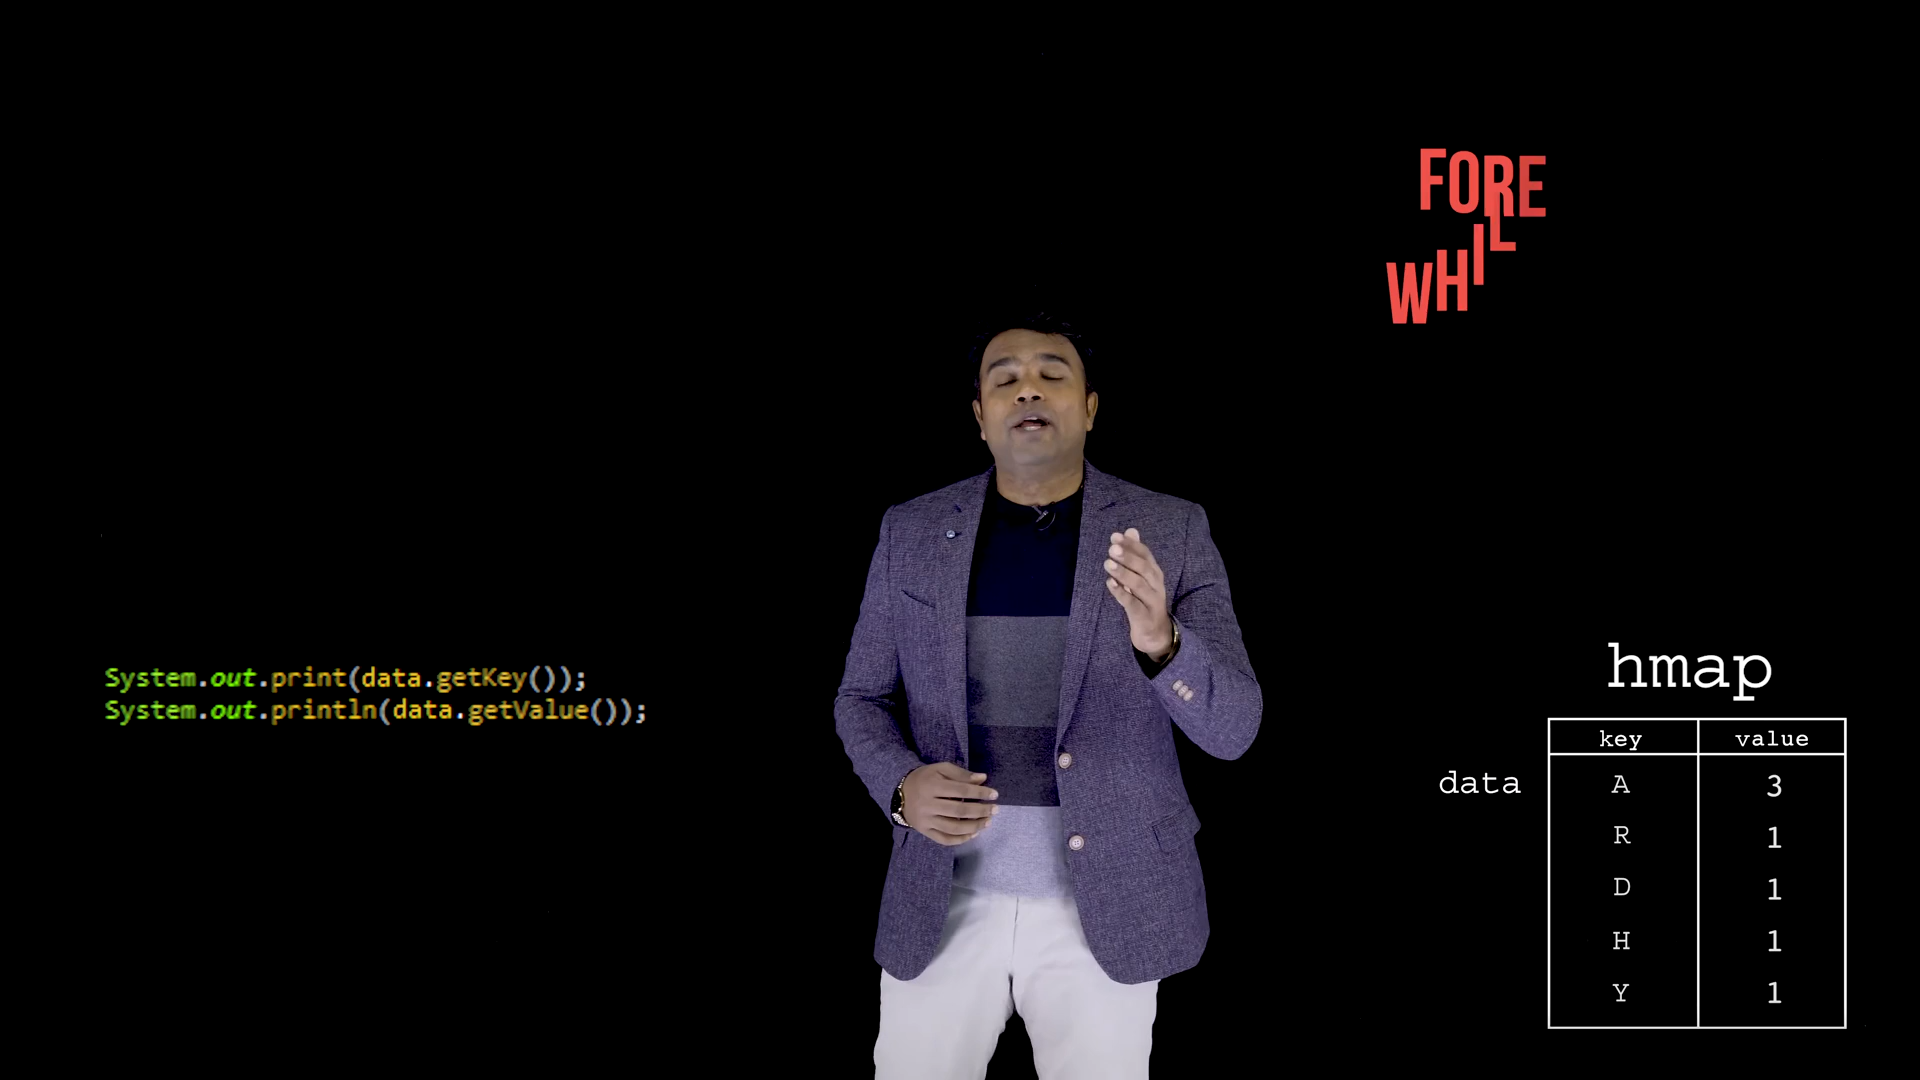 FORE
WHIL
System.out.print(data.getKey());
System.out.println(data.getValue());
hmap
key value
data A 3
R 1
D 1
H 1
Y 1